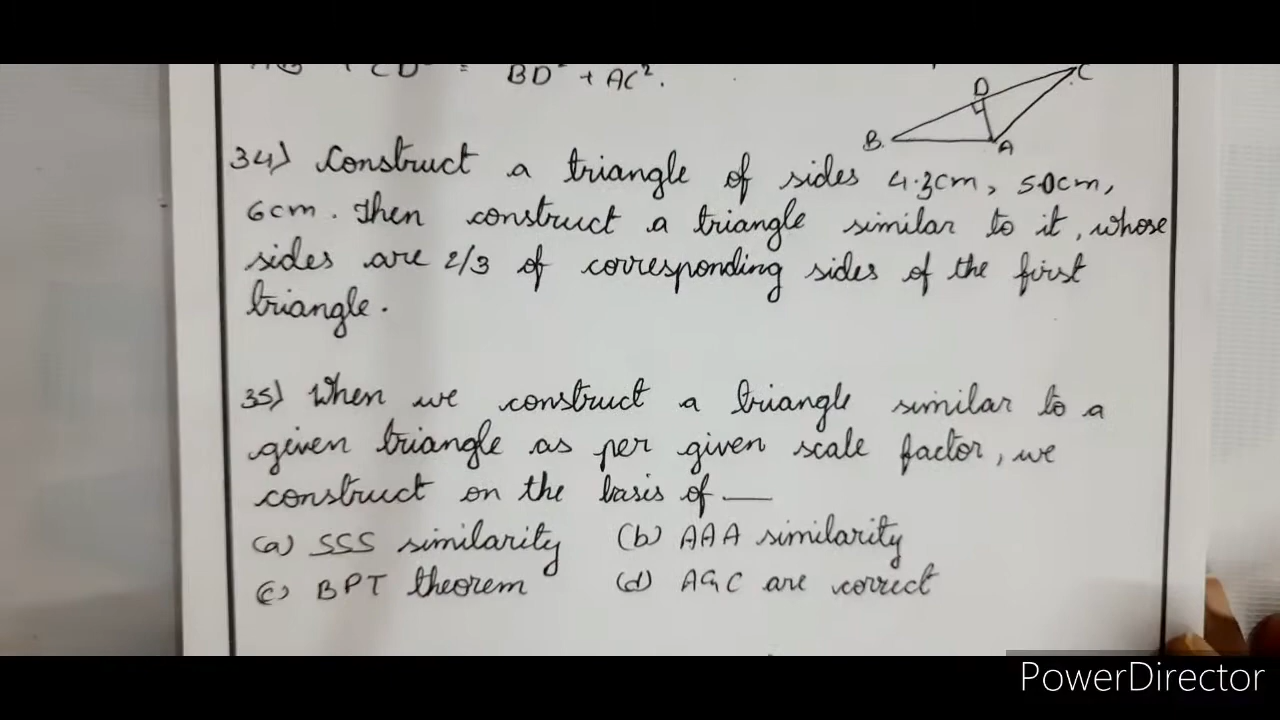 CD² = BD² + AC².
D C
B. A
34) Construct a triangle of sides 4.3cm, 5.0cm,
6cm. Then construct a triangle similar to it, whose
sides are 2/3 of corresponding sides of the first
triangle.
35) When we construct a triangle similar to a
given triangle as per given scale factor, we
construct on the basis of ___
(a) SSS similarity (b) AAA similarity
(c) BPT theorem (d) A&C are correct
PowerDirector